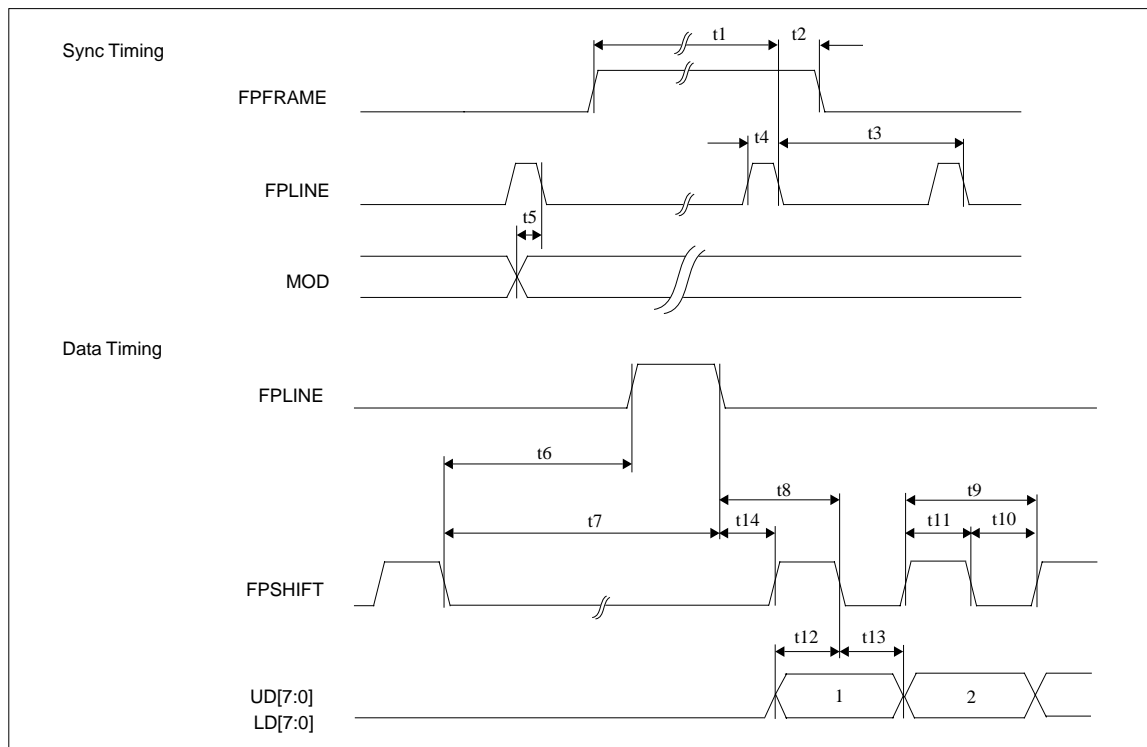 Sync Timing
t1
t2
FPFRAME
t4
t3
FPLINE
t5
MOD
Data Timing
FPLINE
t6
t8
t9
t7
t14
t11
t10
FPSHIFT
t12
t13
UD[7:0]
LD[7:0]
1
2